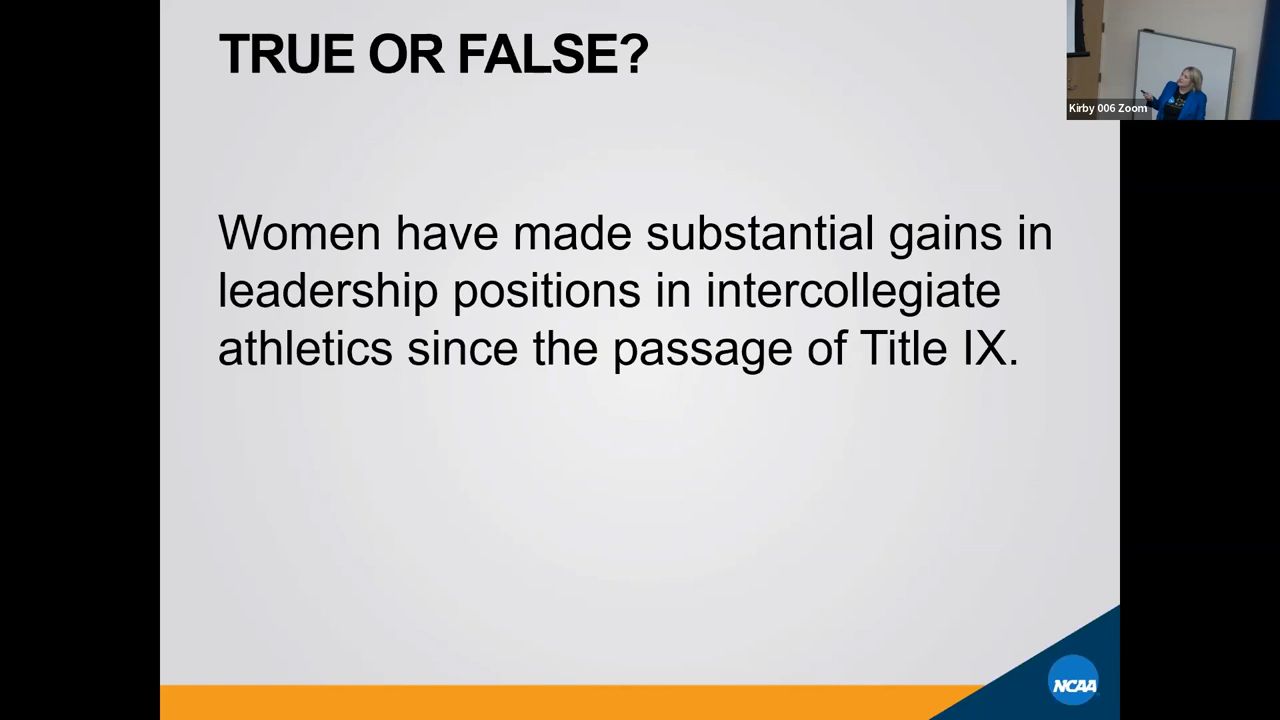 TRUE OR FALSE?
Kirby 006 Zoom
Women have made substantial gains in
leadership positions in intercollegiate
athletics since the passage of Title IX.
NCAA